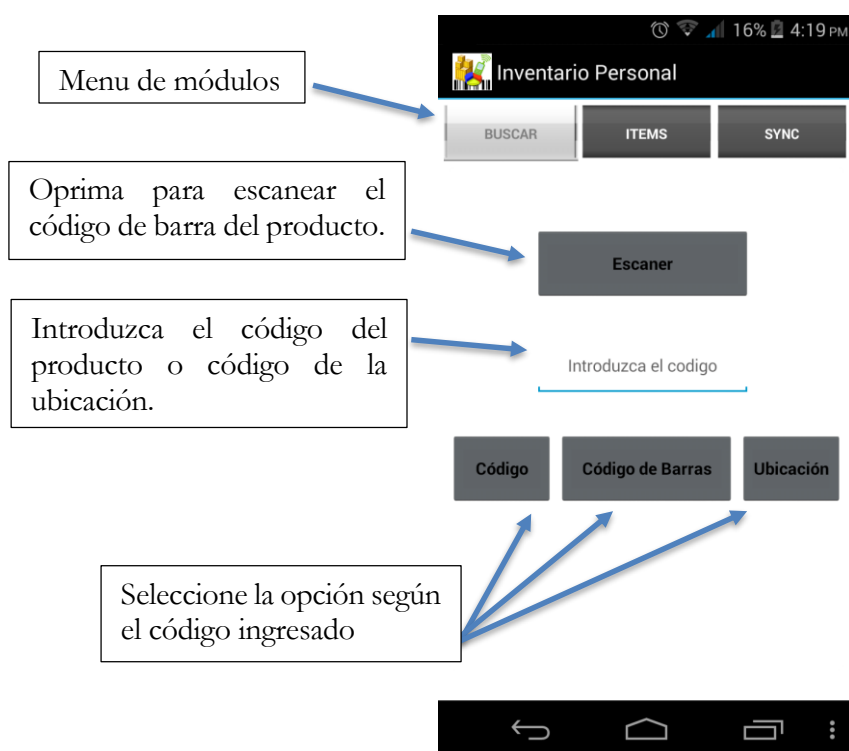 16% 4:19 PM
Menu de módulos
Inventario Personal
BUSCAR ITEMS SYNC
Oprima para escanear el
código de barra del producto.
Escaner
Introduzca el código del
producto o código de la
ubicación.
Introduzca el codigo
Código Código de Barras Ubicación
Seleccione la opción según
el código ingresado